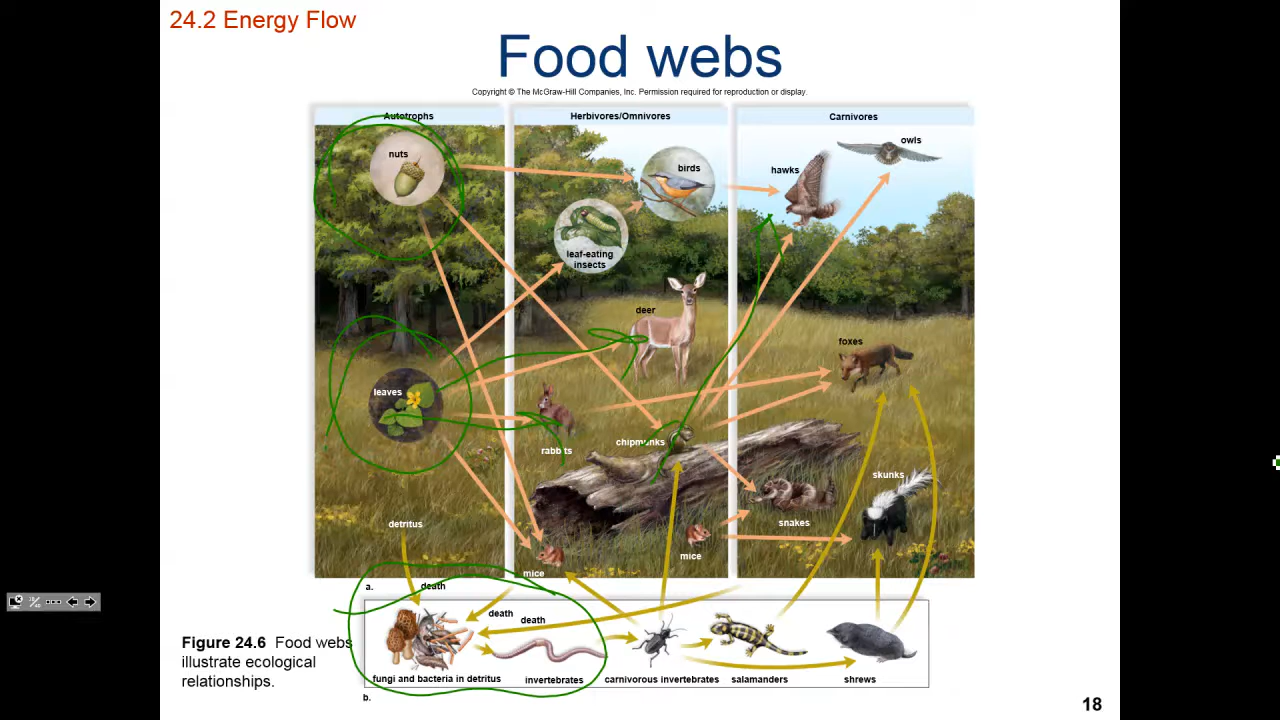 24.2 Energy Flow
Food webs
Copyright © The McGraw-Hill Companies, Inc. Permission required for reproduction or display.
Autotrophs
Herbivores/Omnivores
Carnivores
nuts
birds
hawks
owls
leaf-eating
insects
deer
foxes
leaves
rabbits
chipmunks
skunks
detritus
snakes
mice
mice
a.
death
death
death
Figure 24.6 Food webs
illustrate ecological
relationships.
fungi and bacteria in detritus
invertebrates
carnivorous invertebrates
salamanders
shrews
b.
18